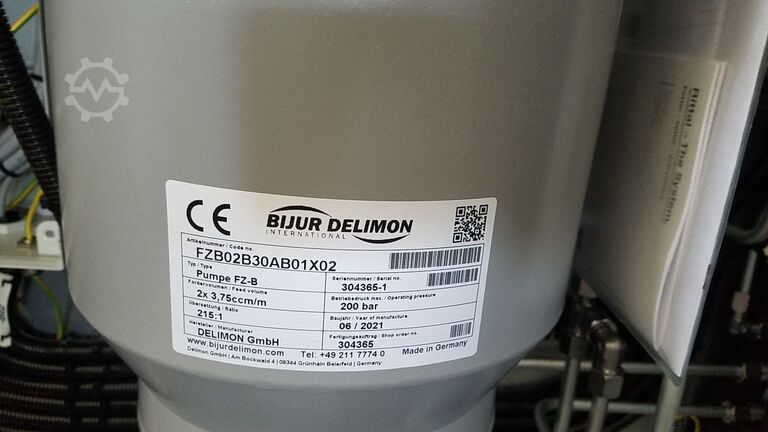 CE
BIJUR DELIMON
INTERNATIONAL
Artikelnummer / Code no.
FZB02B30AB01X02
Typ / Type
Pumpe FZ-B
Seriennummer / Serial no.
304365-1
Fördervolumen / Feed volume
2x 3,75ccm/m
Betriebsdruck max. / Operating pressure
200 bar
Übersetzung / Ratio
215:1
Baujahr / Year of manufacture
06 / 2021
Hersteller / Manufacturer
DELIMON GmbH
Fertigungsauftrag / Shop order no.
304365
www.bijurdelimon.com
Tel: +49 211 7774 0
Made in Germany
Delimon GmbH | Am Bockwald 4 | 08344 Grünhain Beierfeld | Germany
Rittal – The System.